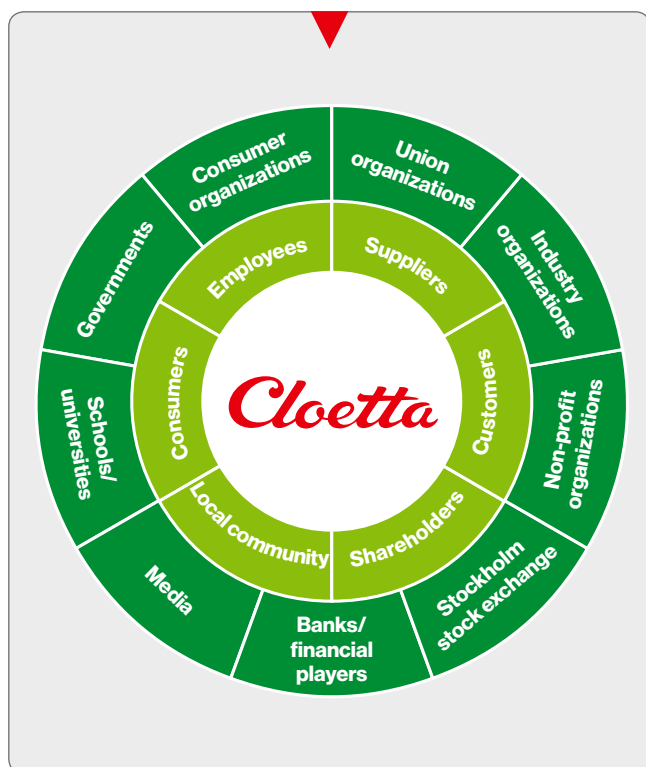 Consumer
organizations
Union
organizations
Industry
organizations
Non-profit
organizations
Stockholm
stock exchange
Banks/
financial
players
Media
Schools/
universities
Governments
Employees
Suppliers
Customers
Shareholders
Local community
Consumers
Cloetta